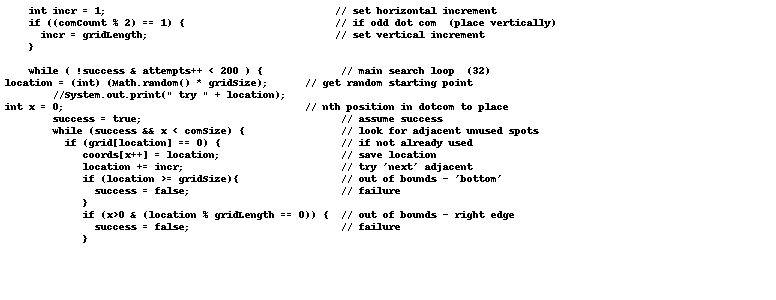 int incr = 1; // set horizontal increment
if ((comCount % 2) == 1) { // if odd dot com (place vertically)
incr = gridLength; // set vertical increment
}
while ( !success & attempts++ < 200 ) { // main search loop (32)
location = (int) (Math.random() * gridSize); // get random starting point
//System.out.print(" try " + location);
int x = 0; // nth position in dotcom to place
success = true; // assume success
while (success && x < comSize) { // look for adjacent unused spots
if (grid[location] == 0) { // if not already used
coords[x++] = location; // save location
location += incr; // try 'next' adjacent
if (location >= gridSize){ // out of bounds - 'bottom'
success = false; // failure
}
if (x>0 & (location % gridLength == 0)) { // out of bounds - right edge
success = false; // failure
}